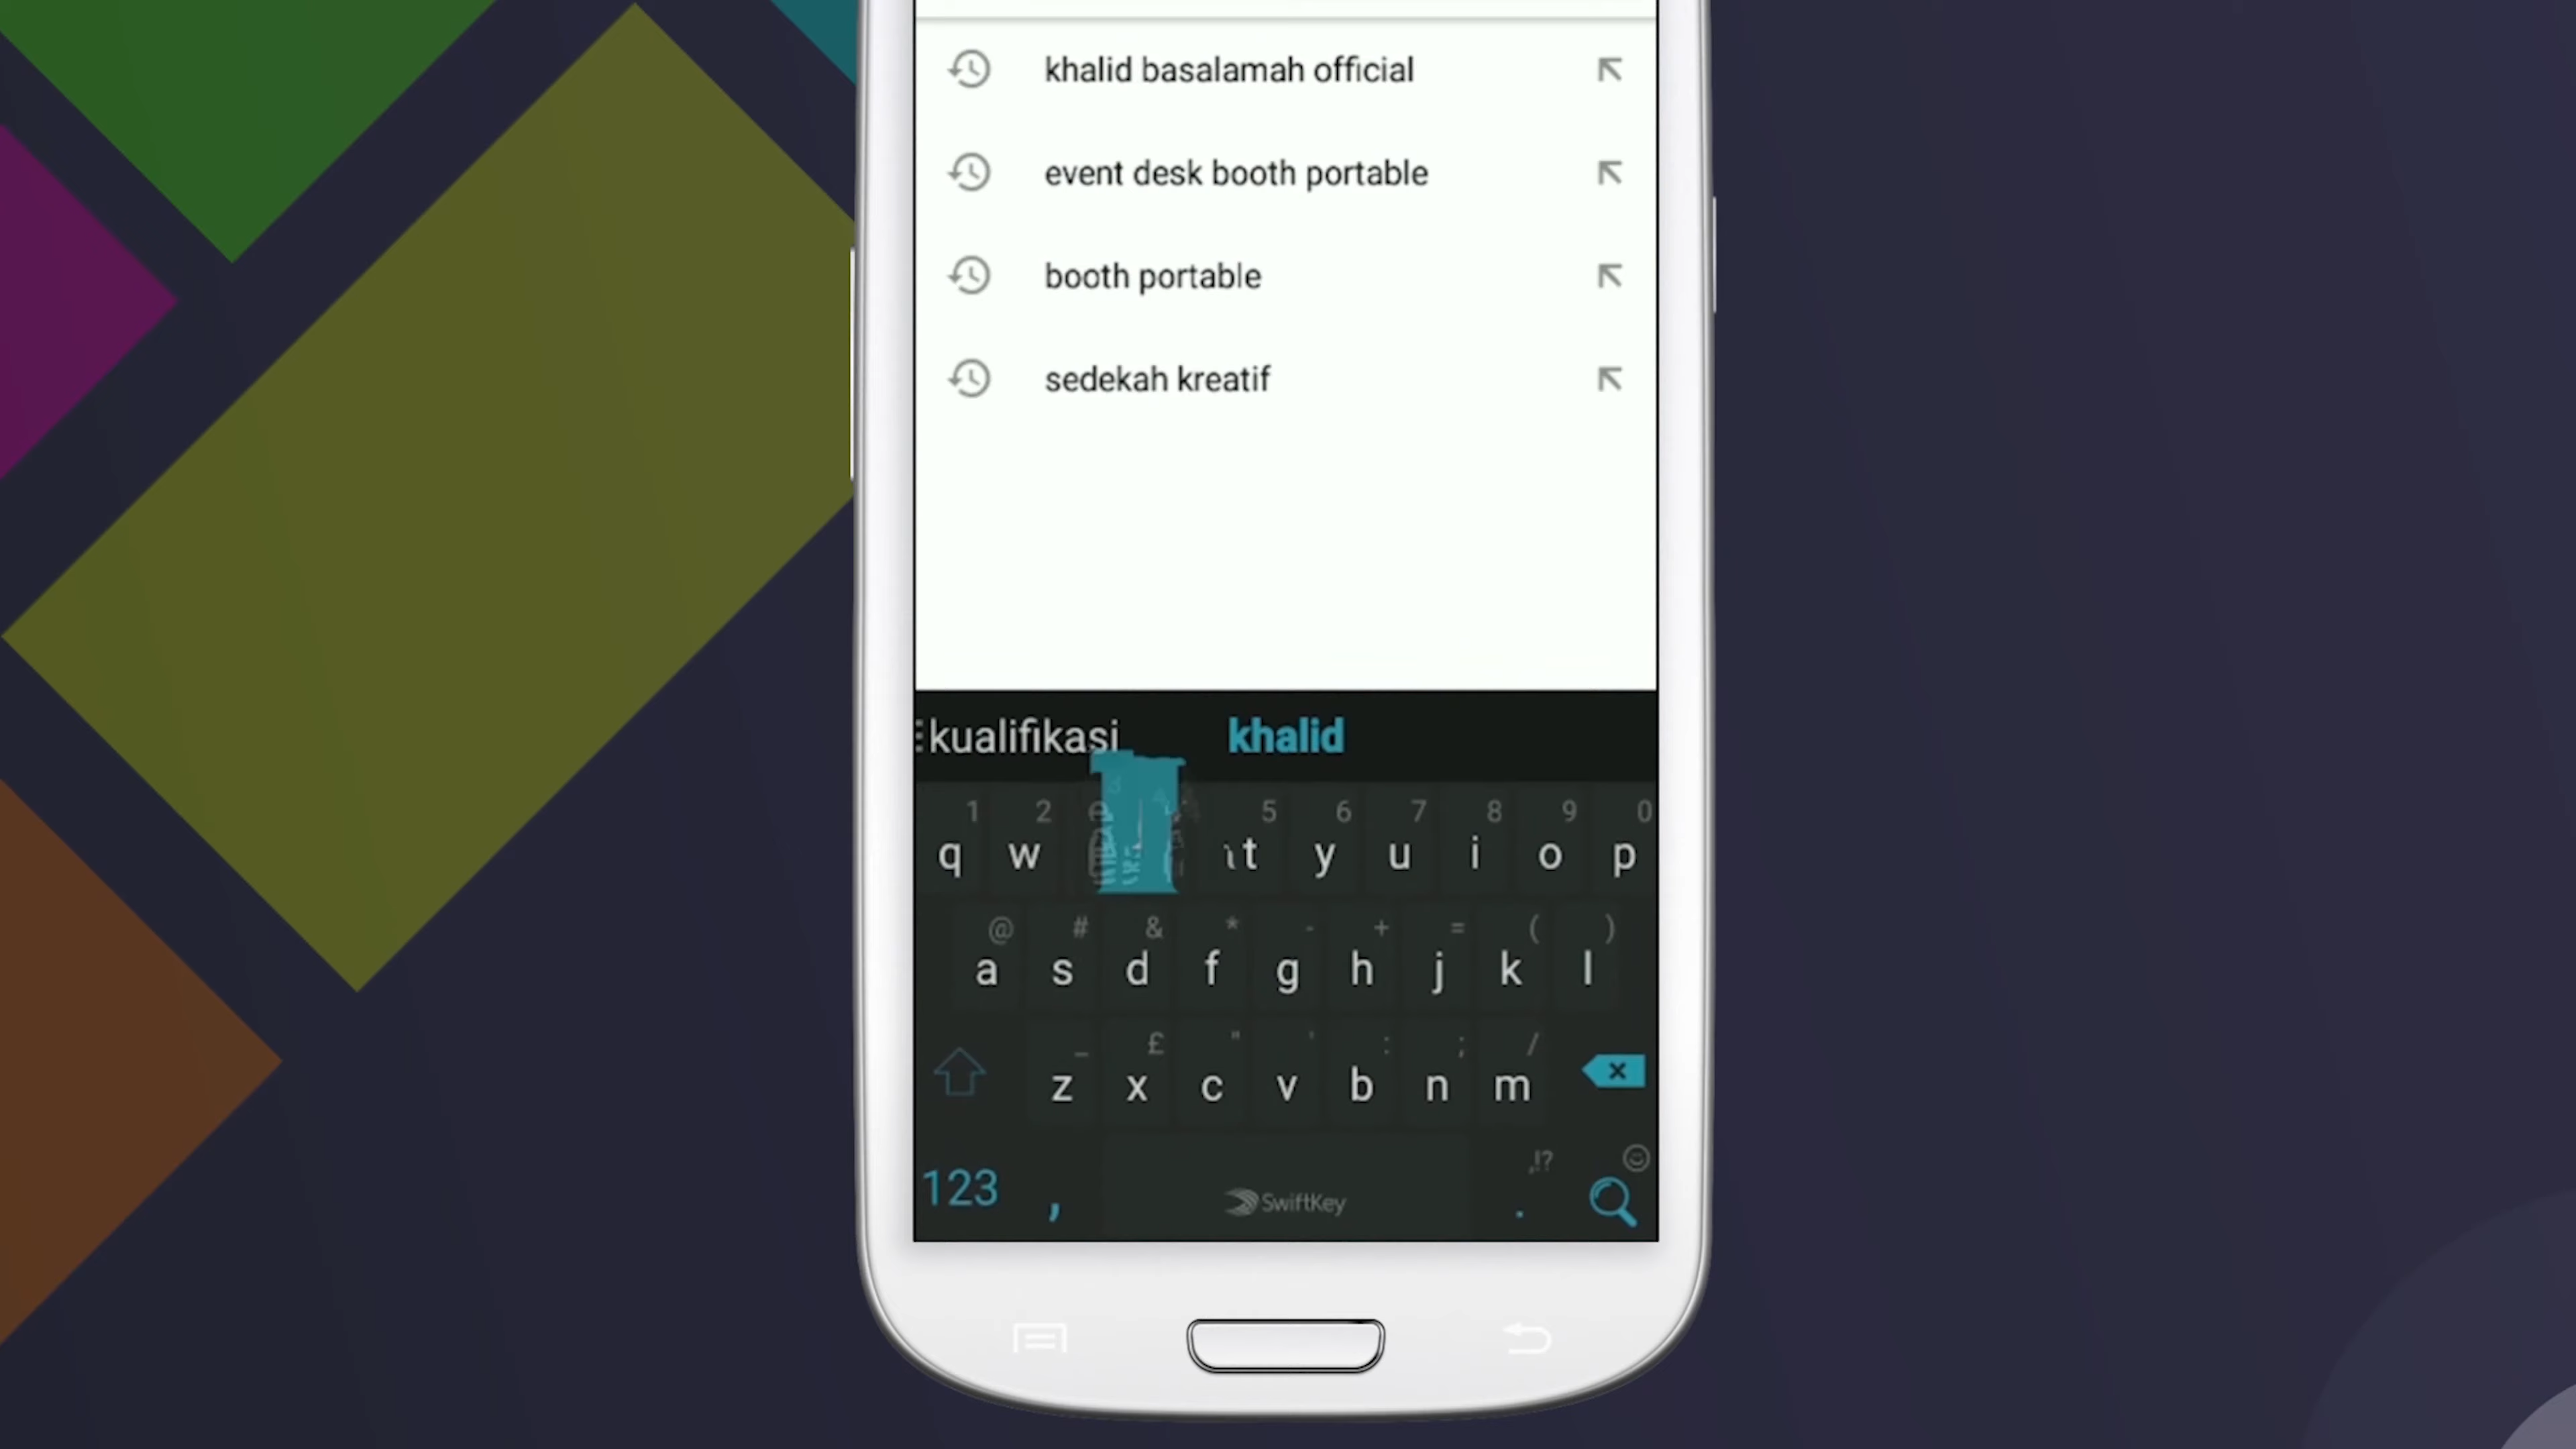 khalid basalamah official
event desk booth portable
booth portable
sedekah kreatif
kualifikasi khalid
1 2 5 6 7 8 9 0
q w t y u i o p
@ # & * - + = ( )
a s d f g h j k l
_ £ " ' : ; /
z x c v b n m
,!?
123 , SwiftKey .